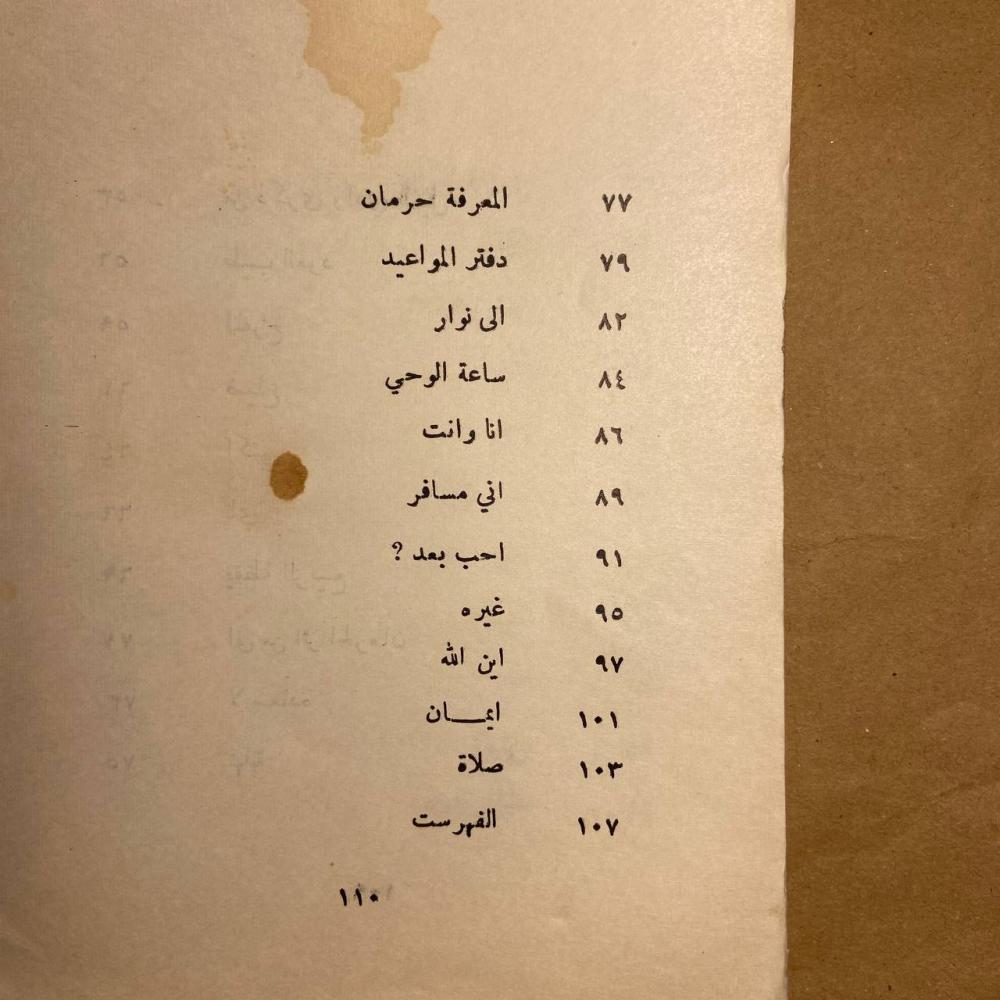 ٧٧ المعرفة حرمان
٧٩ دفتر المواعيد
٨٢ الى نوار
٨٤ ساعة الوحي
٨٦ انا وانت
٨٩ اني مسافر
٩١ احب بعد ?
٩٥ غيره
٩٧ اين الله
١٠١ ايمـــان
١٠٣ صلاة
١٠٧ الفهرست
١١٠